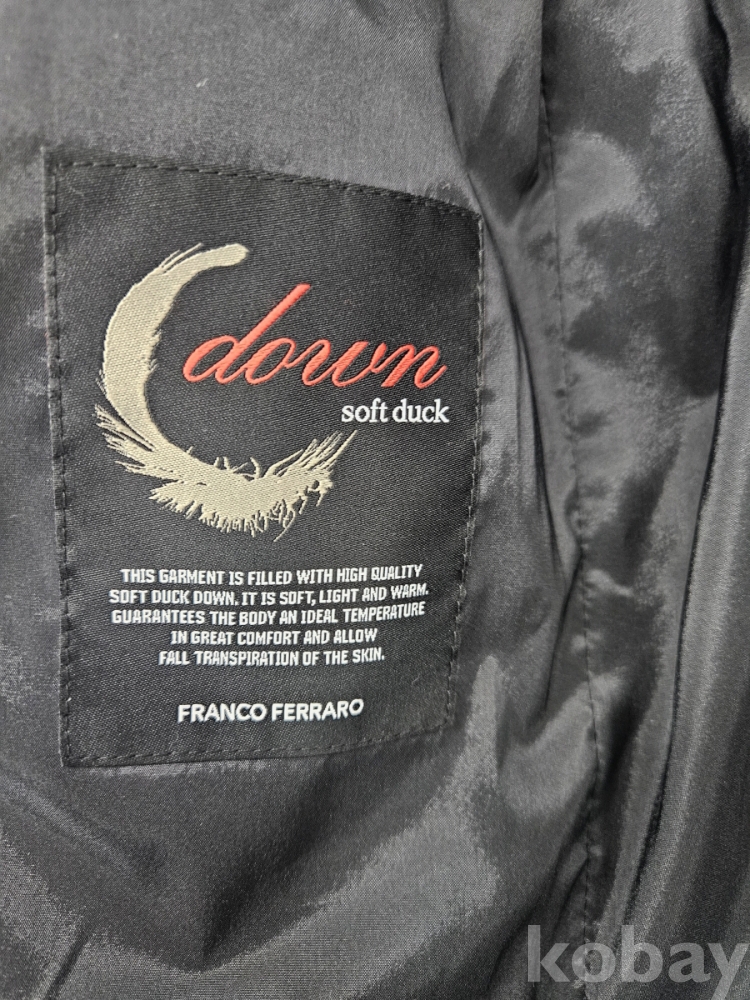 down
soft duck
THIS GARMENT IS FILLED WITH HIGH QUALITY
SOFT DUCK DOWN. IT IS SOFT, LIGHT AND WARM.
GUARANTEES THE BODY AN IDEAL TEMPERATURE
IN GREAT COMFORT AND ALLOW
FALL TRANSPIRATION OF THE SKIN.
FRANCO FERRARO
kobay